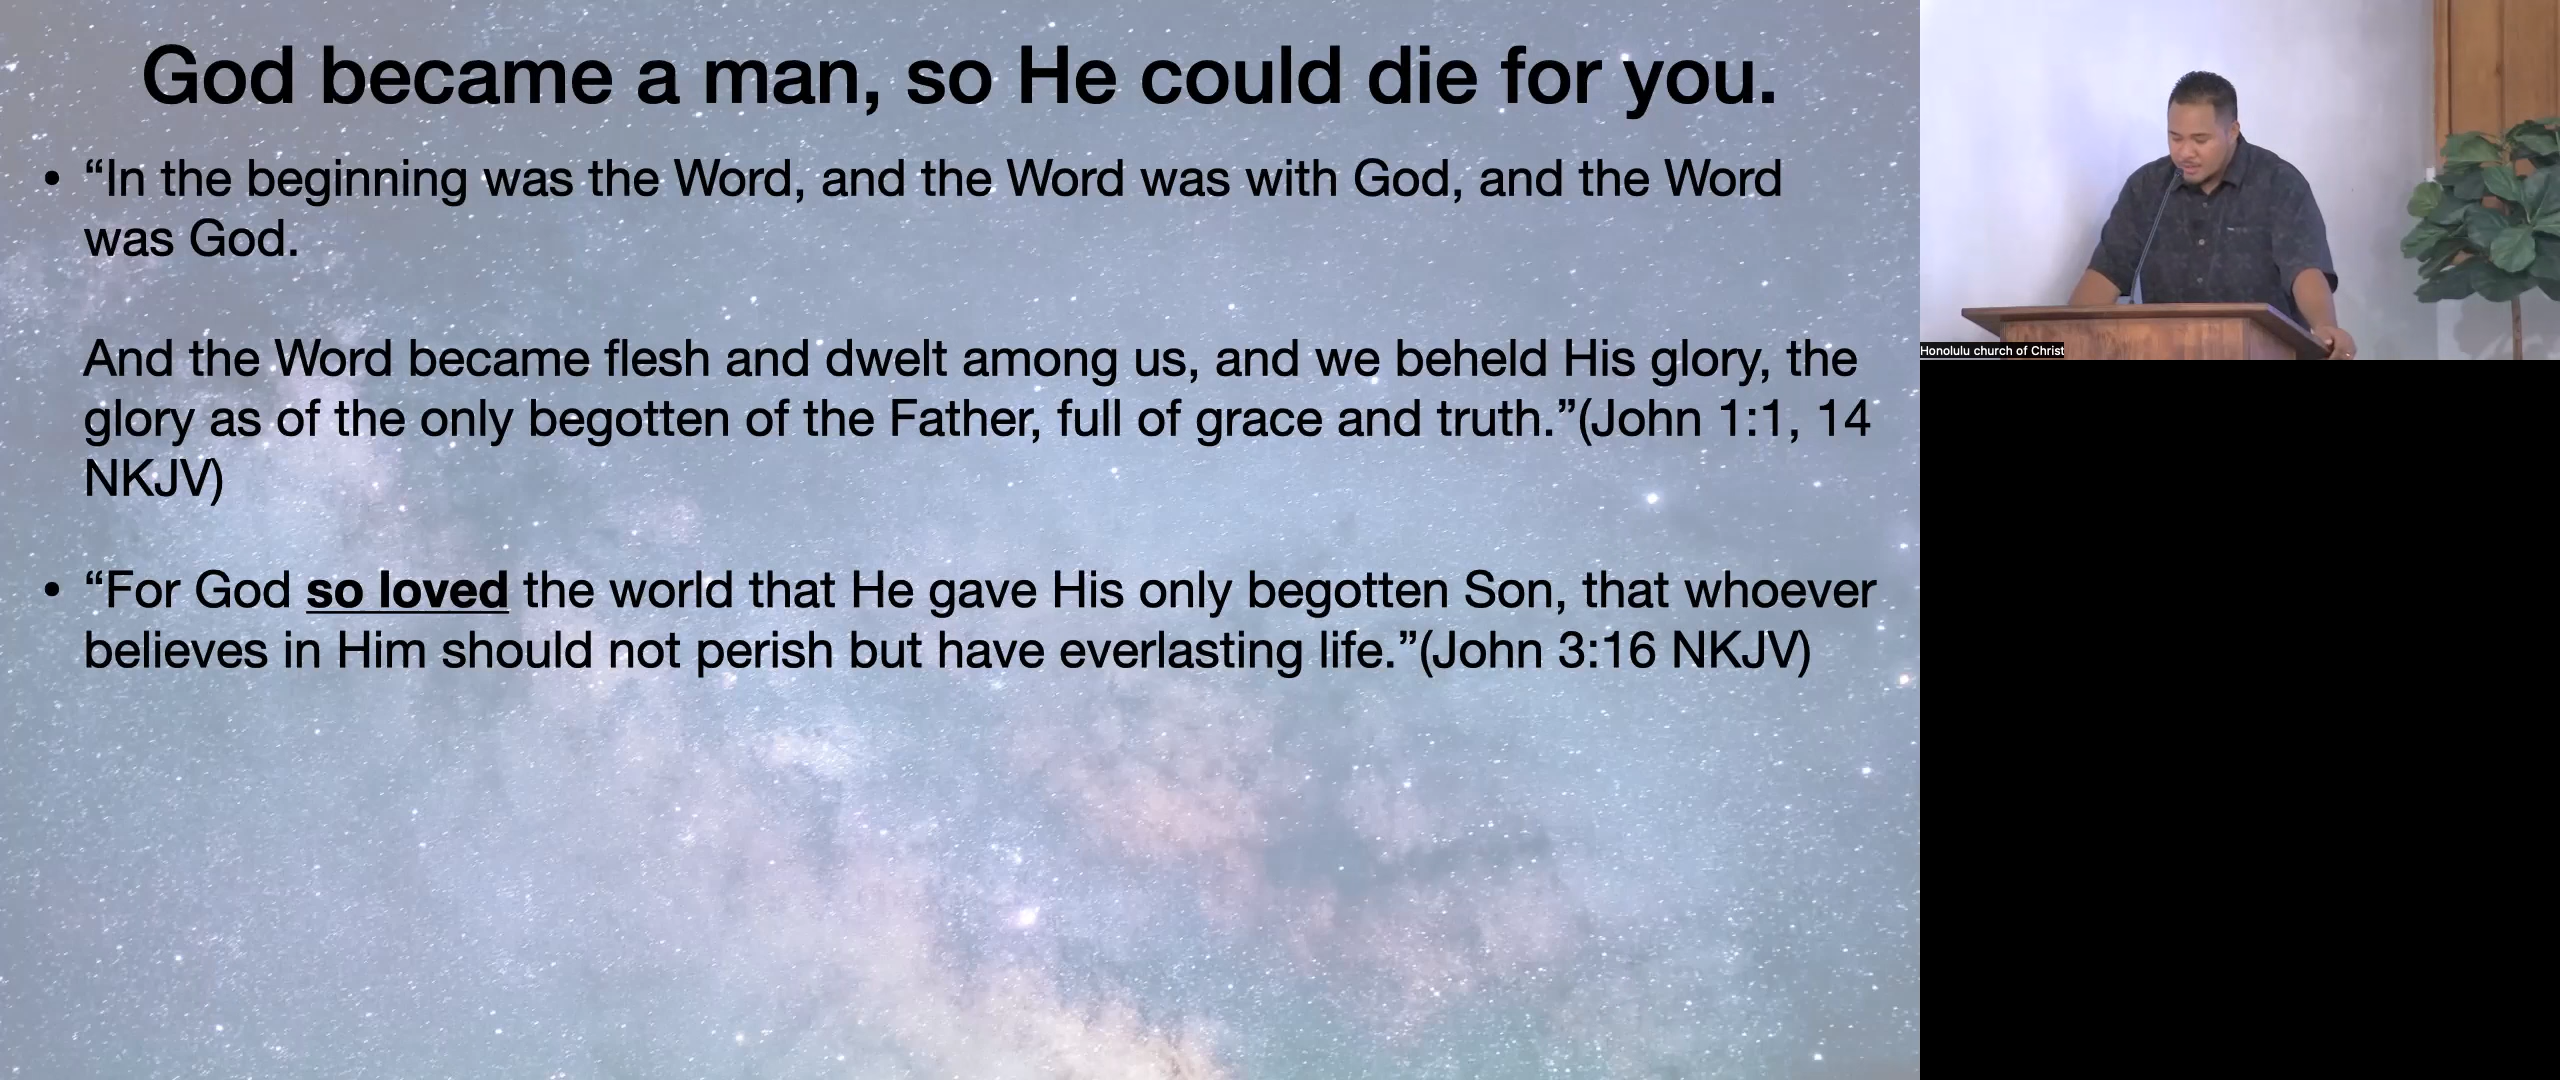 God became a man, so He could die for you.
• “In the beginning was the Word, and the Word was with God, and the Word
was God.
And the Word became flesh and dwelt among us, and we beheld His glory, the
glory as of the only begotten of the Father, full of grace and truth.”(John 1:1, 14
NKJV)
• “For God so loved the world that He gave His only begotten Son, that whoever
believes in Him should not perish but have everlasting life.”(John 3:16 NKJV)
Honolulu church of Christ